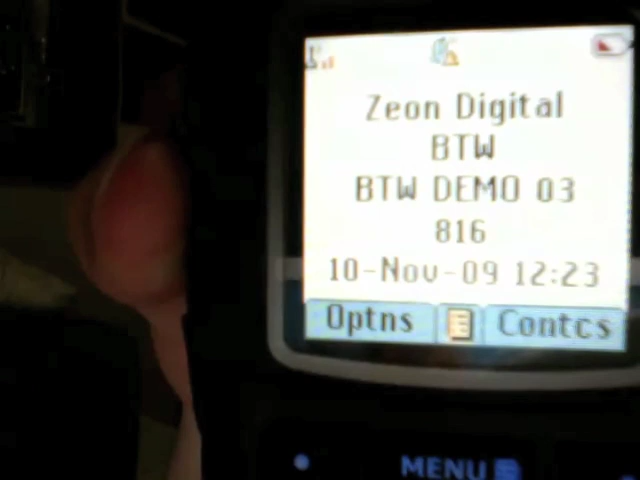 Zeon Digital
BTW
BTW DEMO 03
816
10-Nov-09 12:23
Optns Contcs
MENU